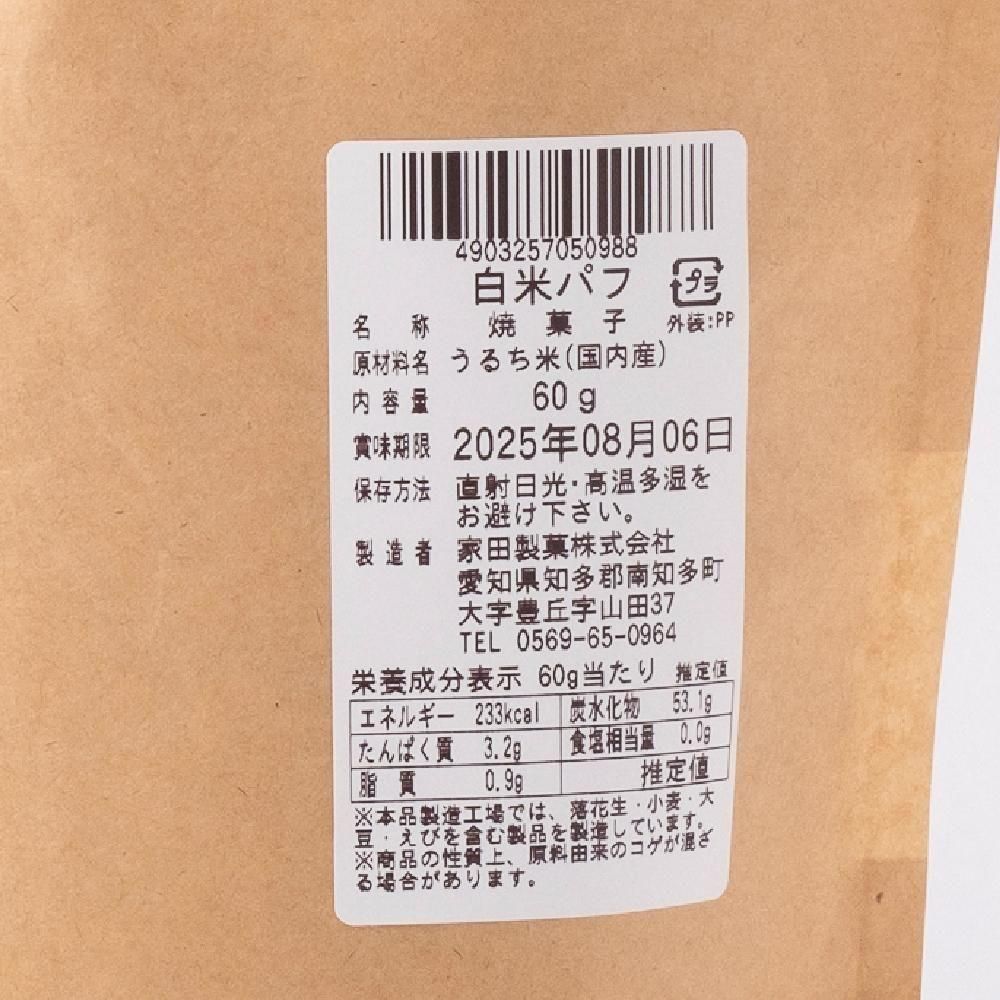 4903257050988
白米パフ
プラ
名称 焼菓子 外装:PP
原材料名 うるち米(国内産)
内容量 60g
賞味期限 2025年08月06日
保存方法 直射日光・高温多湿を
お避け下さい。
製造者 家田製菓株式会社
愛知県知多郡南知多町
大字豊丘字山田37
TEL 0569-65-0964
栄養成分表示 60g当たり 推定値
エネルギー 233kcal 炭水化物 53.1g
たんぱく質 3.2g 食塩相当量 0.0g
脂質 0.9g 推定値
※本品製造工場では、落花生・小麦・大
豆・えびを含む製品を製造しています。
※商品の性質上、原料由来のコゲが混ざ
る場合があります。